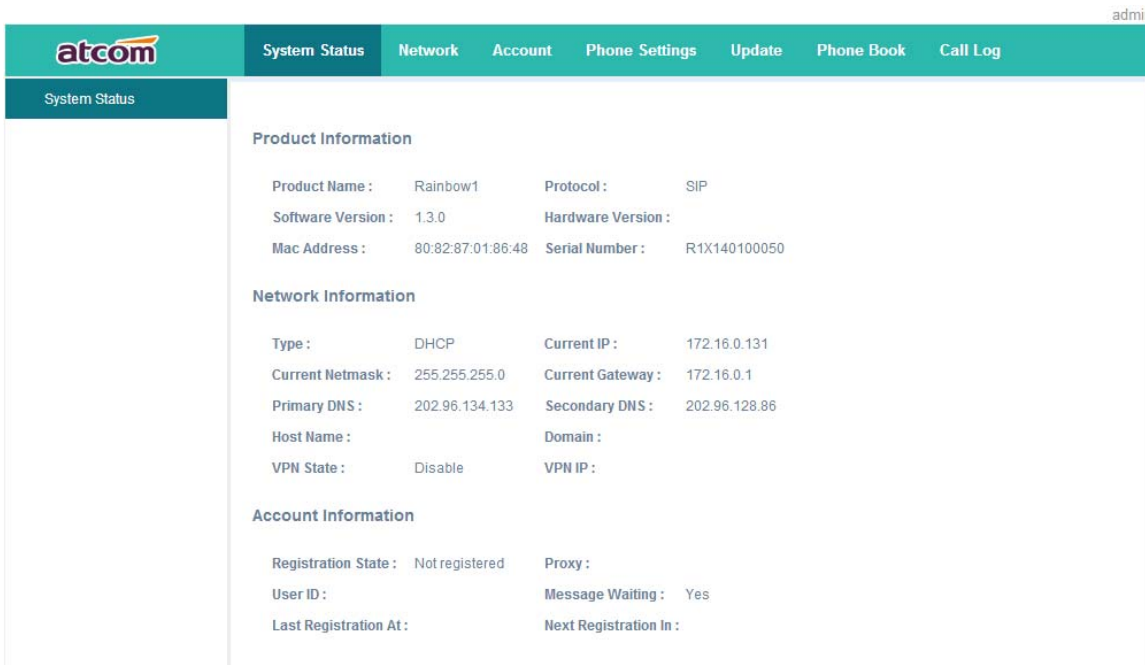 admi
atcom System Status Network Account Phone Settings Update Phone Book Call Log
System Status
Product Information
Product Name : Rainbow1 Protocol : SIP
Software Version : 1.3.0 Hardware Version :
Mac Address : 80:82:87:01:86:48 Serial Number : R1X140100050
Network Information
Type : DHCP Current IP : 172.16.0.131
Current Netmask : 255.255.255.0 Current Gateway : 172.16.0.1
Primary DNS : 202.96.134.133 Secondary DNS : 202.96.128.86
Host Name : Domain :
VPN State : Disable VPN IP :
Account Information
Registration State : Not registered Proxy :
User ID : Message Waiting : Yes
Last Registration At : Next Registration In :